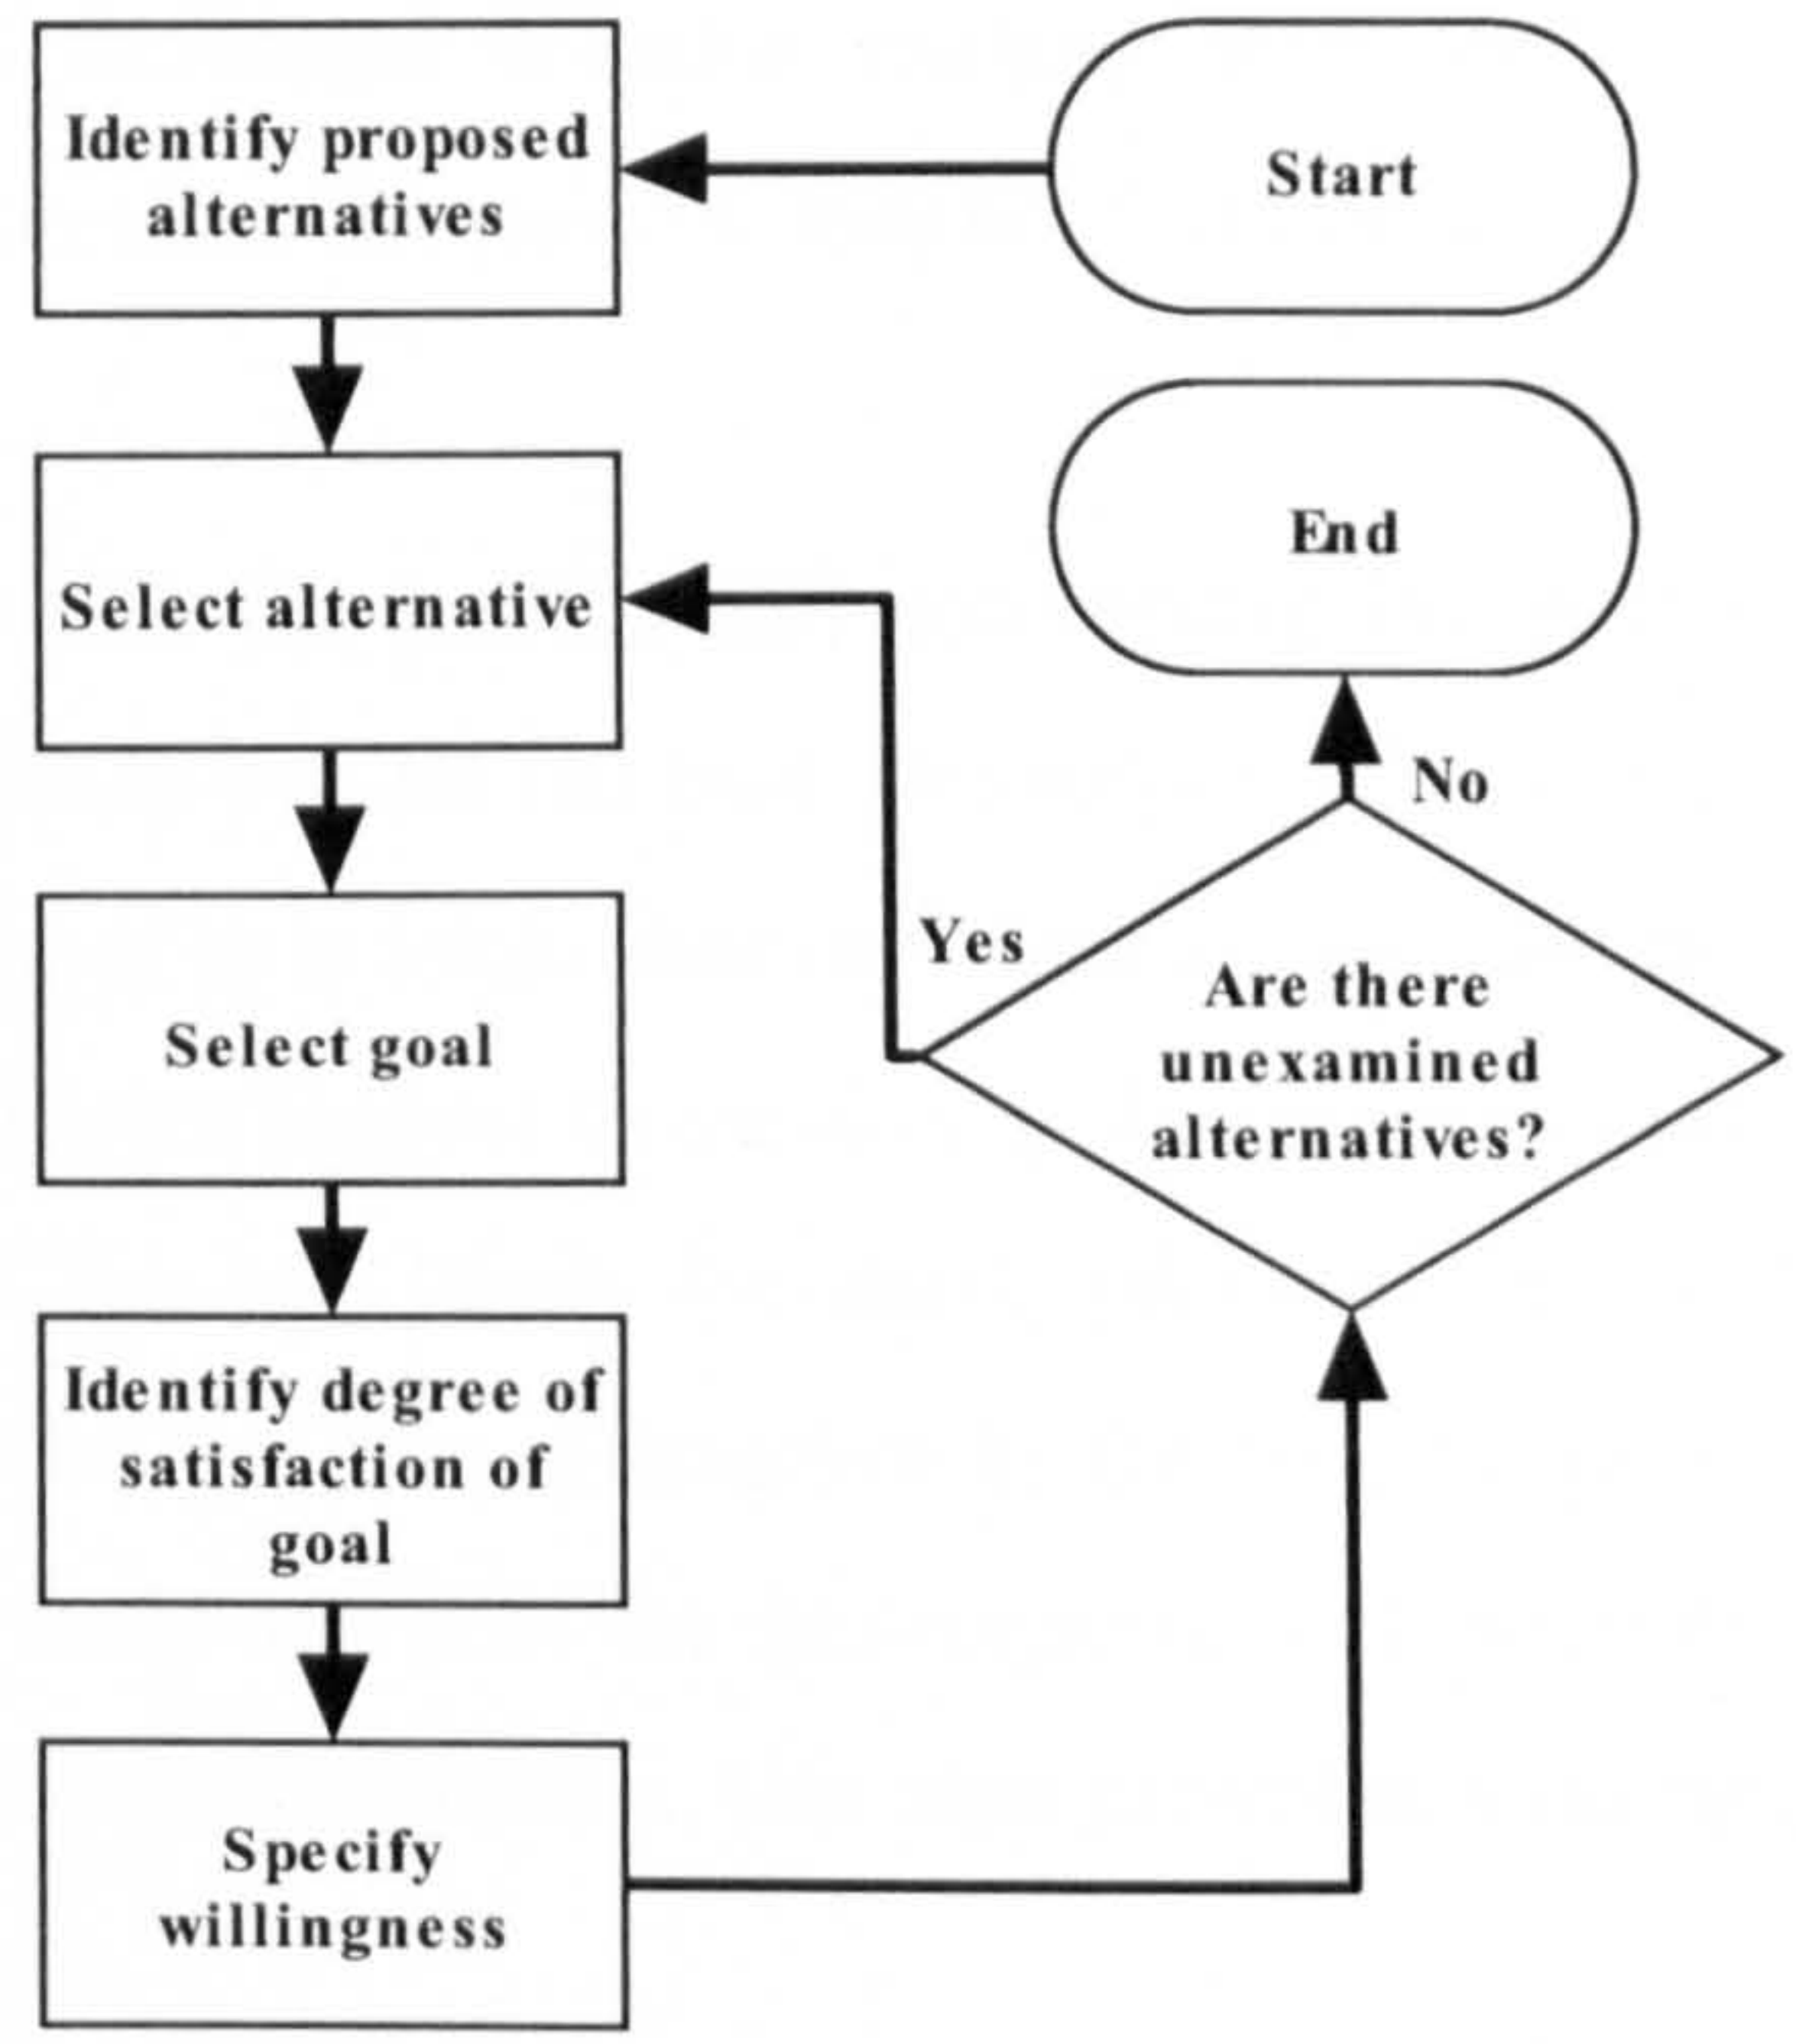 Start
Identify proposed
alternatives
Select alternative
Select goal
Identify degree of
satisfaction of
goal
Specify
willingness
Are there
unexamined
alternatives?
Yes
No
End